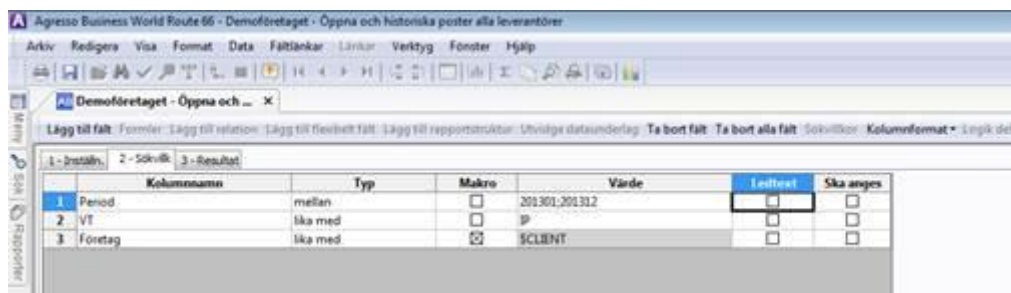 Agresso Business World Route 66 - Demoföretaget - Öppna och historiska poster alla leverantörer
Arkiv Redigera Visa Format Data Fältlänkar Länkar Verktyg Fönster Hjälp
Demoföretaget - Öppna och ... ×
Lägg till fält Formler Lägg till relation Lägg till flexibelt fält Lägg till rapportstruktur Utvidga dataunderlag Ta bort fält Ta bort alla fält Sökvillkor Kolumnformat Logik
1 - Inställn. 2 - Sökvillk 3 - Resultat
Kolumnnamn Typ Makro Värde Ledtext Ska anges
1 Period mellan 201301;201312
2 VT lika med IP
3 Företag lika med $CLIENT
Meny
Sök
Rapporter